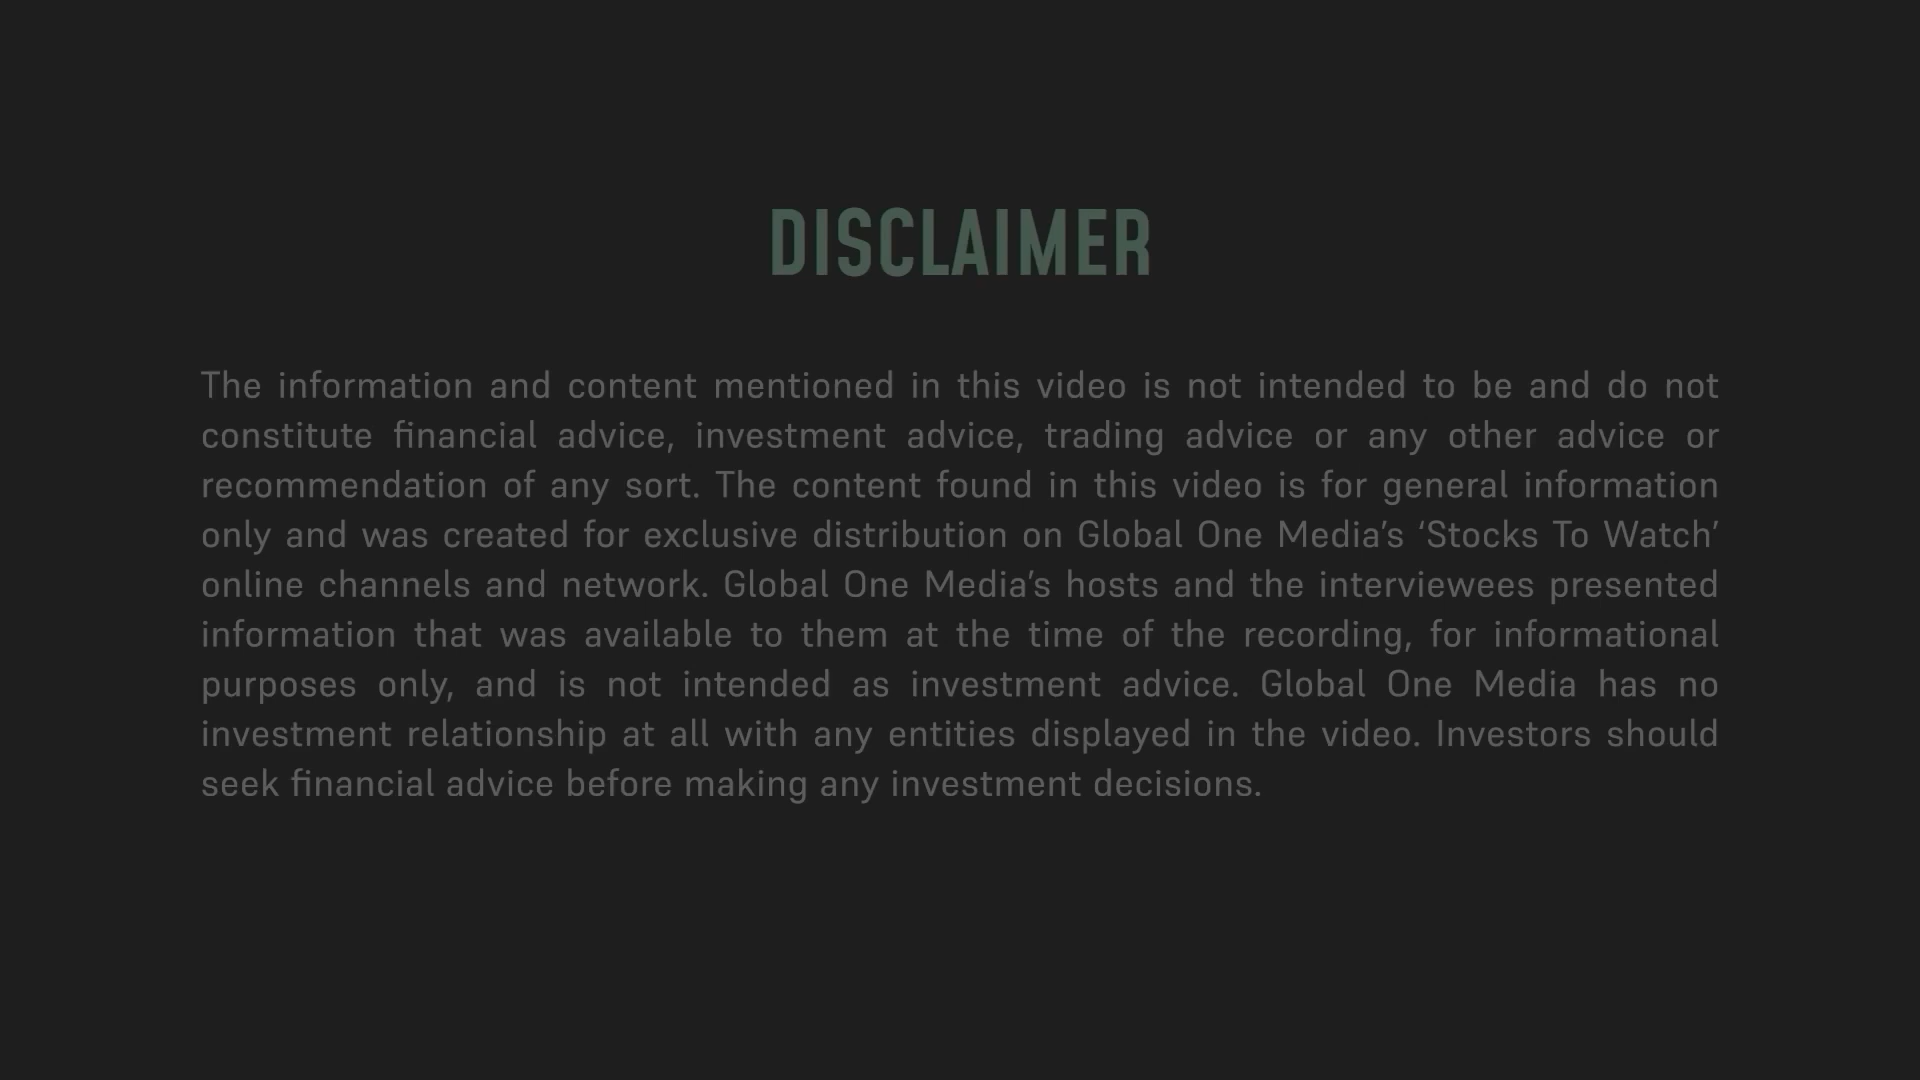 DISCLAIMER
The information and content mentioned in this video is not intended to be and do not
constitute financial advice, investment advice, trading advice or any other advice or
recommendation of any sort. The content found in this video is for general information
only and was created for exclusive distribution on Global One Media’s ‘Stocks To Watch’
online channels and network. Global One Media’s hosts and the interviewees presented
information that was available to them at the time of the recording, for informational
purposes only, and is not intended as investment advice. Global One Media has no
investment relationship at all with any entities displayed in the video. Investors should
seek financial advice before making any investment decisions.